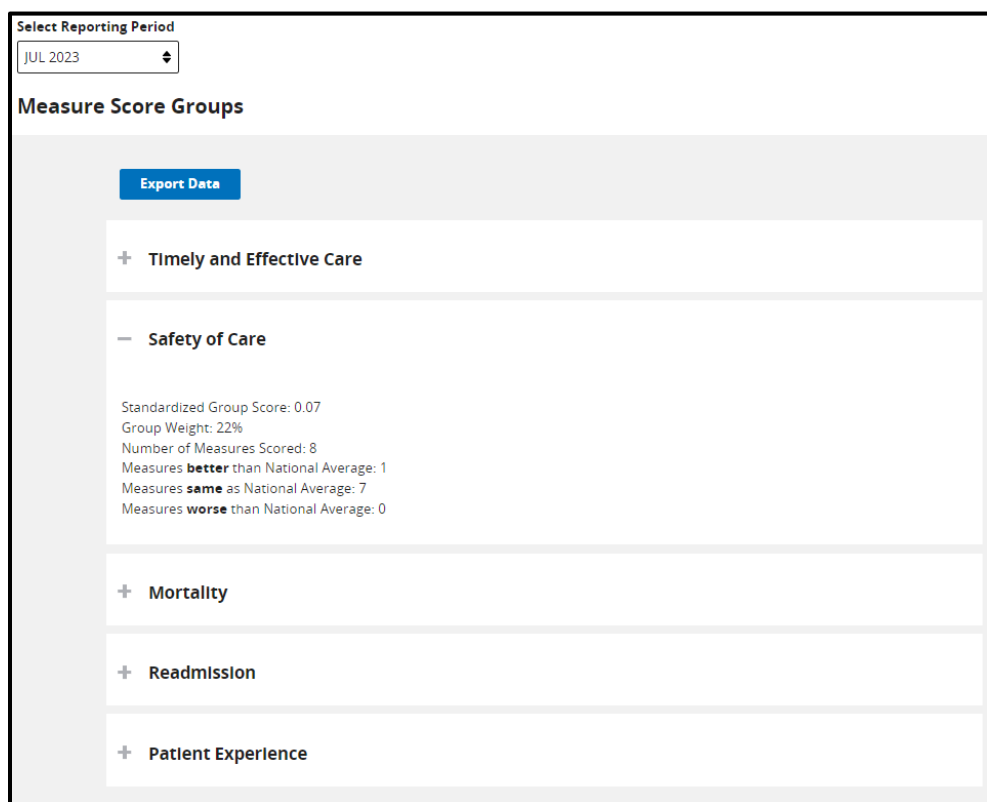 Select Reporting Period
JUL 2023
Measure Score Groups
Export Data
Timely and Effective Care
Safety of Care
Standardized Group Score: 0.07
Group Weight: 22%
Number of Measures Scored: 8
Measures better than National Average: 1
Measures same as National Average: 7
Measures worse than National Average: 0
Mortality
Readmission
Patient Experience